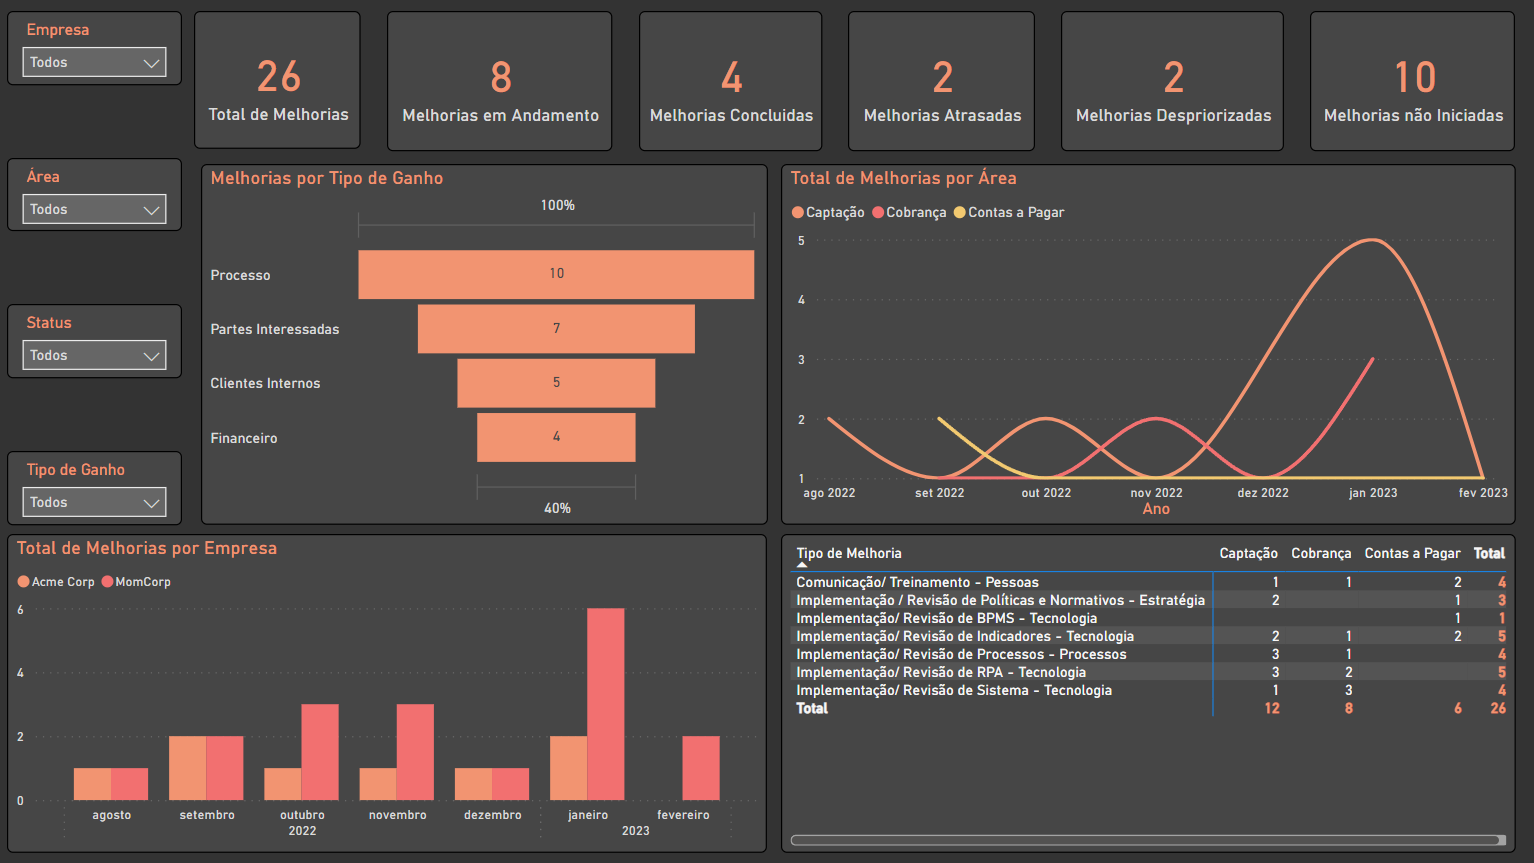 Empresa
Todos
26
Total de Melhorias
8
Melhorias em Andamento
4
Melhorias Concluidas
2
Melhorias Atrasadas
2
Melhorias Despriorizadas
10
Melhorias não Iniciadas
Área
Todos
Status
Todos
Tipo de Ganho
Todos
Melhorias por Tipo de Ganho
100%
Processo 10
Partes Interessadas 7
Clientes Internos 5
Financeiro 4
40%
Total de Melhorias por Área
Captação Cobrança Contas a Pagar
5
4
3
2
1
ago 2022 set 2022 out 2022 nov 2022 dez 2022 jan 2023 fev 2023
Ano
Total de Melhorias por Empresa
Acme Corp MomCorp
6
4
2
0
agosto setembro outubro novembro dezembro janeiro fevereiro
2022 2023
Tipo de Melhoria Captação Cobrança Contas a Pagar Total
Comunicação/ Treinamento - Pessoas 1 1 2 4
Implementação / Revisão de Políticas e Normativos - Estratégia 2 1 3
Implementação/ Revisão de BPMS - Tecnologia 1 1
Implementação/ Revisão de Indicadores - Tecnologia 2 1 2 5
Implementação/ Revisão de Processos - Processos 3 1 4
Implementação/ Revisão de RPA - Tecnologia 3 2 5
Implementação/ Revisão de Sistema - Tecnologia 1 3 4
Total 12 8 6 26